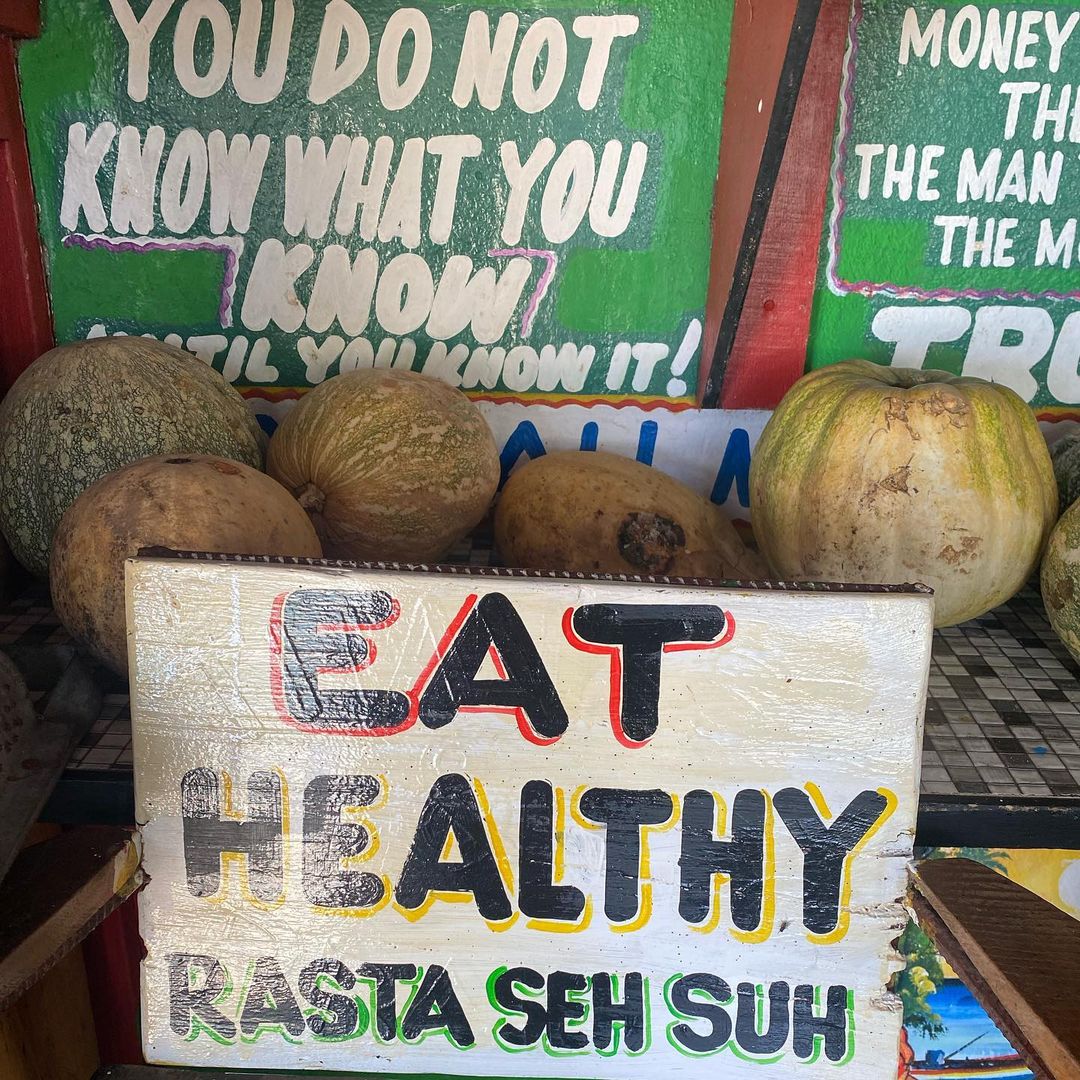 YOU DO NOT
KNOW WHAT YOU
KNOW
UNTIL YOU KNOW IT!
MONEY
THE
THE MAN
THE
EAT
HEALTHY
RASTA SEH SUH